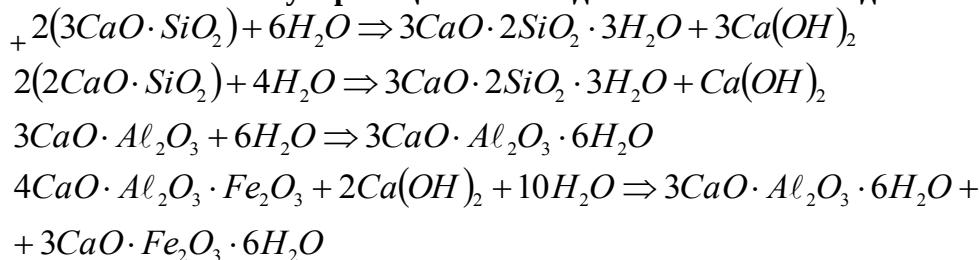 + 2(3CaO·SiO₂) + 6H₂O ⇒ 3CaO·2SiO₂·3H₂O + 3Ca(OH)₂
2(2CaO·SiO₂) + 4H₂O ⇒ 3CaO·2SiO₂·3H₂O + Ca(OH)₂
3CaO·Aℓ₂O₃ + 6H₂O ⇒ 3CaO·Aℓ₂O₃·6H₂O
4CaO·Aℓ₂O₃·Fe₂O₃ + 2Ca(OH)₂ + 10H₂O ⇒ 3CaO·Aℓ₂O₃·6H₂O +
+ 3CaO·Fe₂O₃·6H₂O